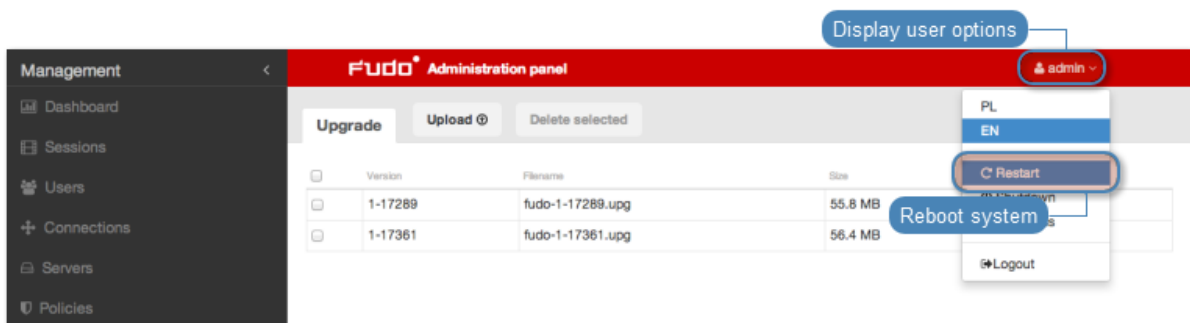 Display user options
Management
FUDO Administration panel
admin
Dashboard
Sessions
Users
Connections
Servers
Policies
Upgrade
Upload
Delete selected
PL
EN
Restart
Reboot system
Shutdown
Logout
Version Filename Size
1-17289 fudo-1-17289.upg 55.8 MB
1-17361 fudo-1-17361.upg 56.4 MB